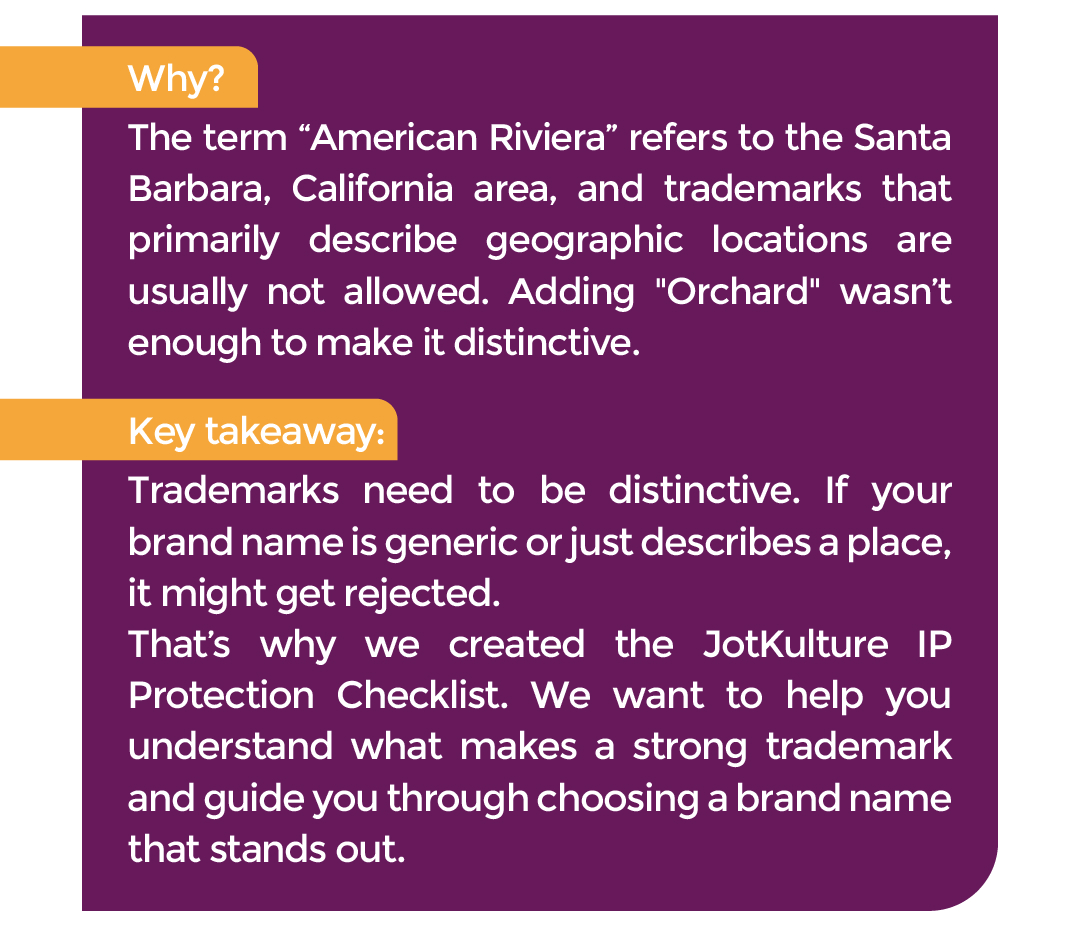 Why?
The term “American Riviera” refers to the Santa
Barbara, California area, and trademarks that
primarily describe geographic locations are
usually not allowed. Adding "Orchard" wasn’t
enough to make it distinctive.
Key takeaway:
Trademarks need to be distinctive. If your
brand name is generic or just describes a place,
it might get rejected.
That’s why we created the JotKulture IP
Protection Checklist. We want to help you
understand what makes a strong trademark
and guide you through choosing a brand name
that stands out.